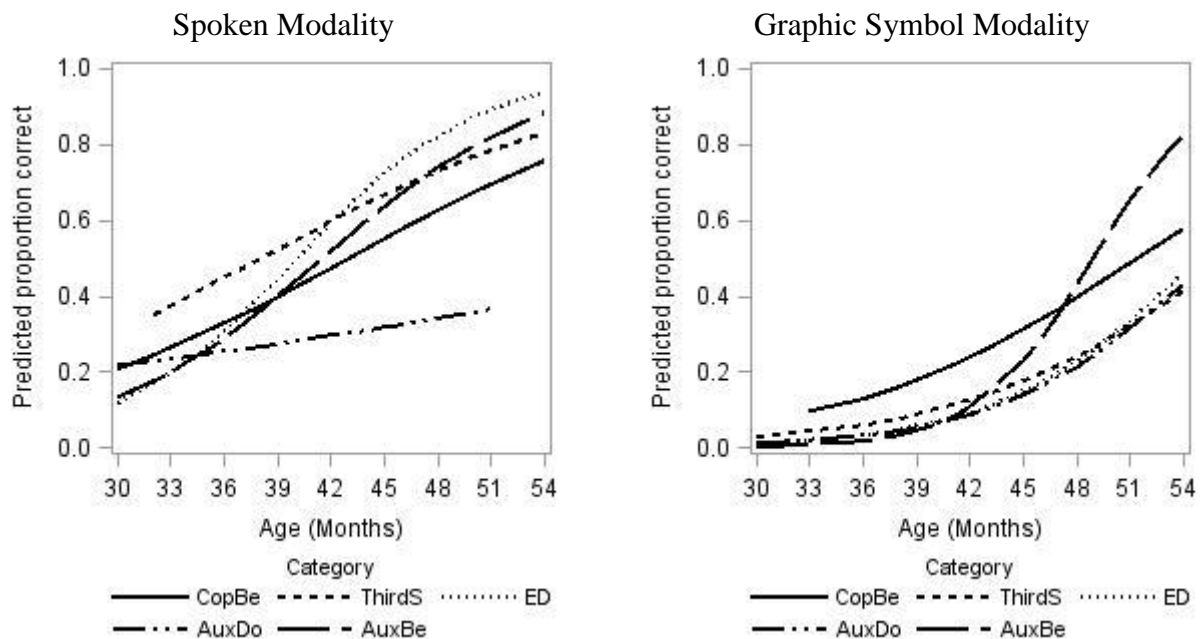 Spoken Modality
Graphic Symbol Modality
Predicted proportion correct
1.0
0.8
0.6
0.4
0.2
0.0
30 33 36 39 42 45 48 51 54
Age (Months)
Category
CopBe ThirdS ED
AuxDo AuxBe
Predicted proportion correct
1.0
0.8
0.6
0.4
0.2
0.0
30 33 36 39 42 45 48 51 54
Age (Months)
Category
CopBe ThirdS ED
AuxDo AuxBe